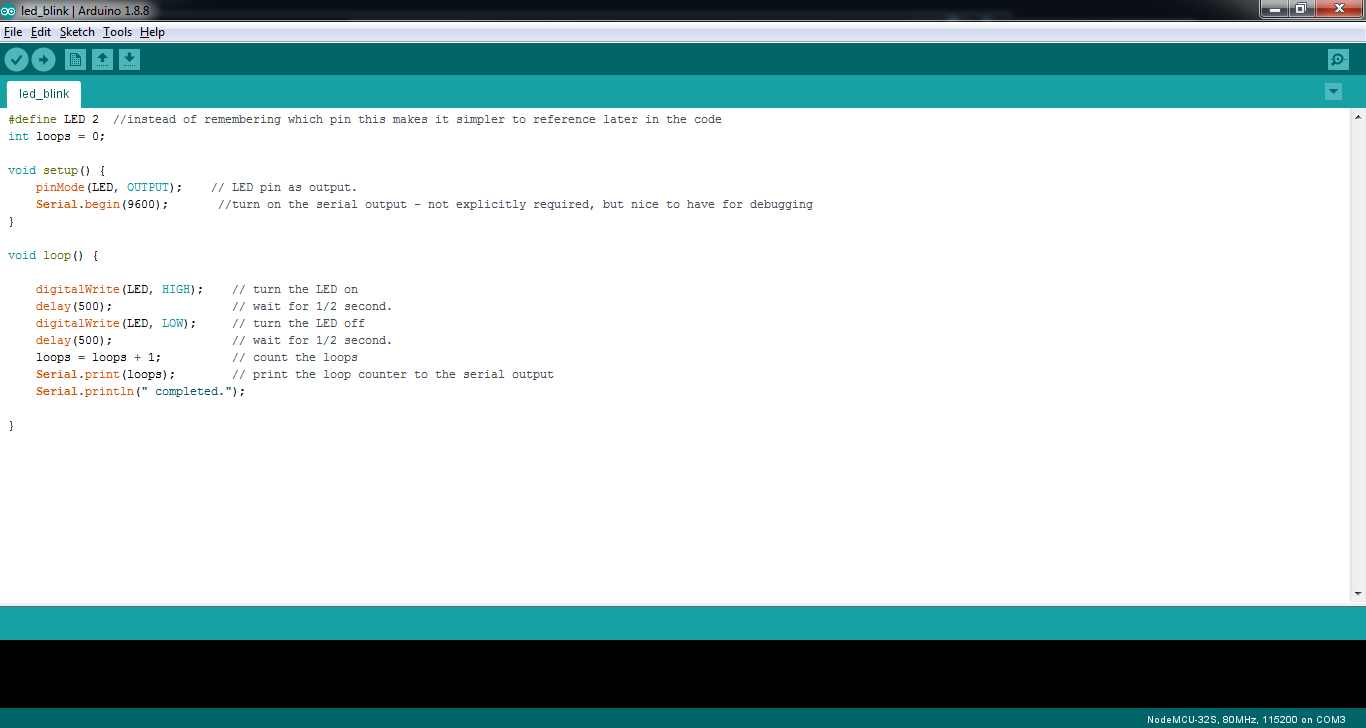 led_blink | Arduino 1.8.8
File Edit Sketch Tools Help
led_blink
#define LED 2  //instead of remembering which pin this makes it simpler to reference later in the code
int loops = 0;
void setup() {
    pinMode(LED, OUTPUT);    // LED pin as output.
    Serial.begin(9600);       //turn on the serial output - not explicitly required, but nice to have for debugging
}
void loop() {
    digitalWrite(LED, HIGH);    // turn the LED on
    delay(500);                 // wait for 1/2 second.
    digitalWrite(LED, LOW);     // turn the LED off
    delay(500);                 // wait for 1/2 second.
    loops = loops + 1;          // count the loops
    Serial.print(loops);        // print the loop counter to the serial output
    Serial.println(" completed.");
}
NodeMCU-32S, 80MHz, 115200 on COM3